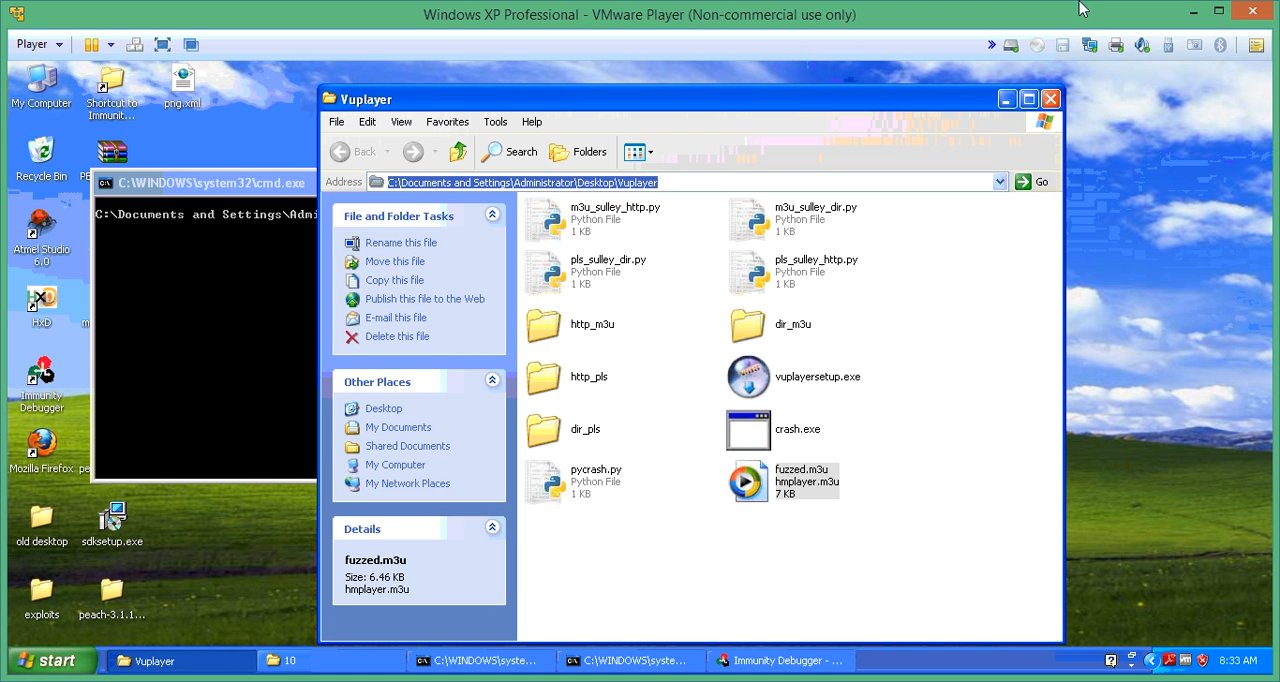 Windows XP Professional - VMware Player (Non-commercial use only)
Player
My Computer
Shortcut to Immunit...
png.xml
Recycle Bin
Atmel Studio 6.0
HxD
Immunity Debugger
Mozilla Firefox
old desktop
sdksetup.exe
exploits
peach-3.1.1...
C:\WINDOWS\system32\cmd.exe
C:\Documents and Settings\Admi
Vuplayer
File Edit View Favorites Tools Help
Back Search Folders
Address C:\Documents and Settings\Administrator\Desktop\Vuplayer Go
File and Folder Tasks
Rename this file
Move this file
Copy this file
Publish this file to the Web
E-mail this file
Delete this file
Other Places
Desktop
My Documents
Shared Documents
My Computer
My Network Places
Details
fuzzed.m3u
Size: 6.46 KB
hmplayer.m3u
m3u_sulley_http.py
Python File
1 KB
m3u_sulley_dir.py
Python File
1 KB
pls_sulley_dir.py
Python File
1 KB
pls_sulley_http.py
Python File
1 KB
http_m3u
dir_m3u
http_pls
vuplayersetup.exe
dir_pls
crash.exe
pycrash.py
Python File
1 KB
fuzzed.m3u
hmplayer.m3u
7 KB
start
Vuplayer
10
C:\WINDOWS\syste...
C:\WINDOWS\syste...
Immunity Debugger - ...
8:33 AM